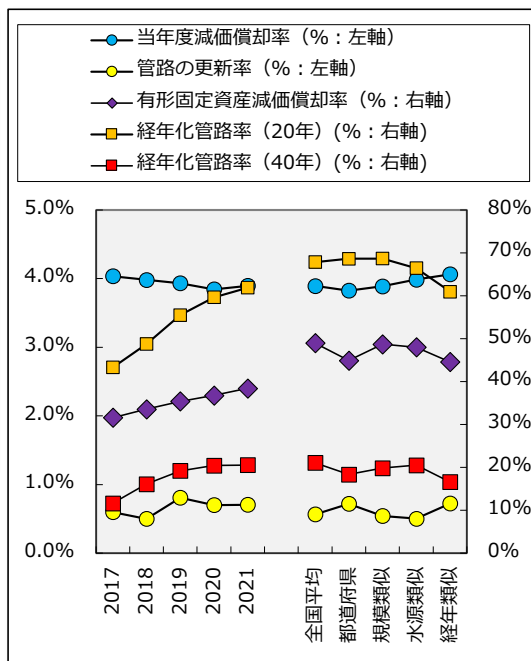 当年度減価償却率（%：左軸）
管路の更新率（%：左軸）
有形固定資産減価償却率（%：右軸）
経年化管路率（20年）(%：右軸)
経年化管路率（40年）(%：右軸)
5.0%
4.0%
3.0%
2.0%
1.0%
0.0%
80%
70%
60%
50%
40%
30%
20%
10%
0%
2017
2018
2019
2020
2021
全国平均
都道府県
規模類似
水源類似
経年類似